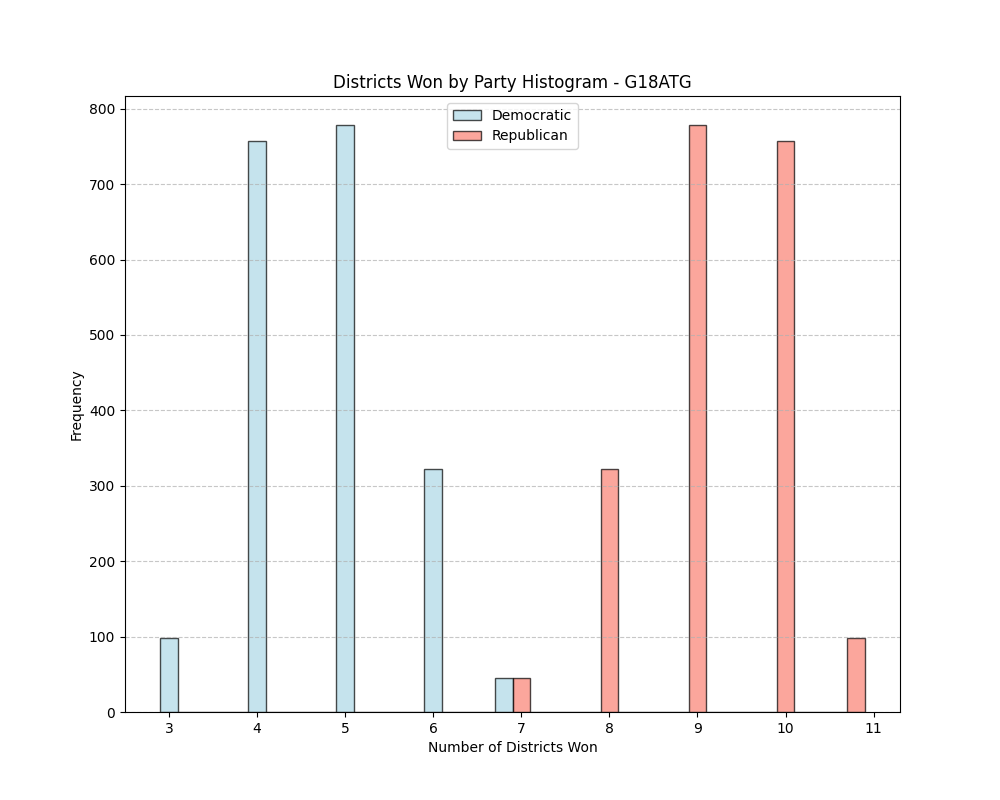 Districts Won by Party Histogram - G18ATG
Democratic
Republican
800
700
600
500
400
300
200
100
0
Frequency
3 4 5 6 7 8 9 10 11
Number of Districts Won